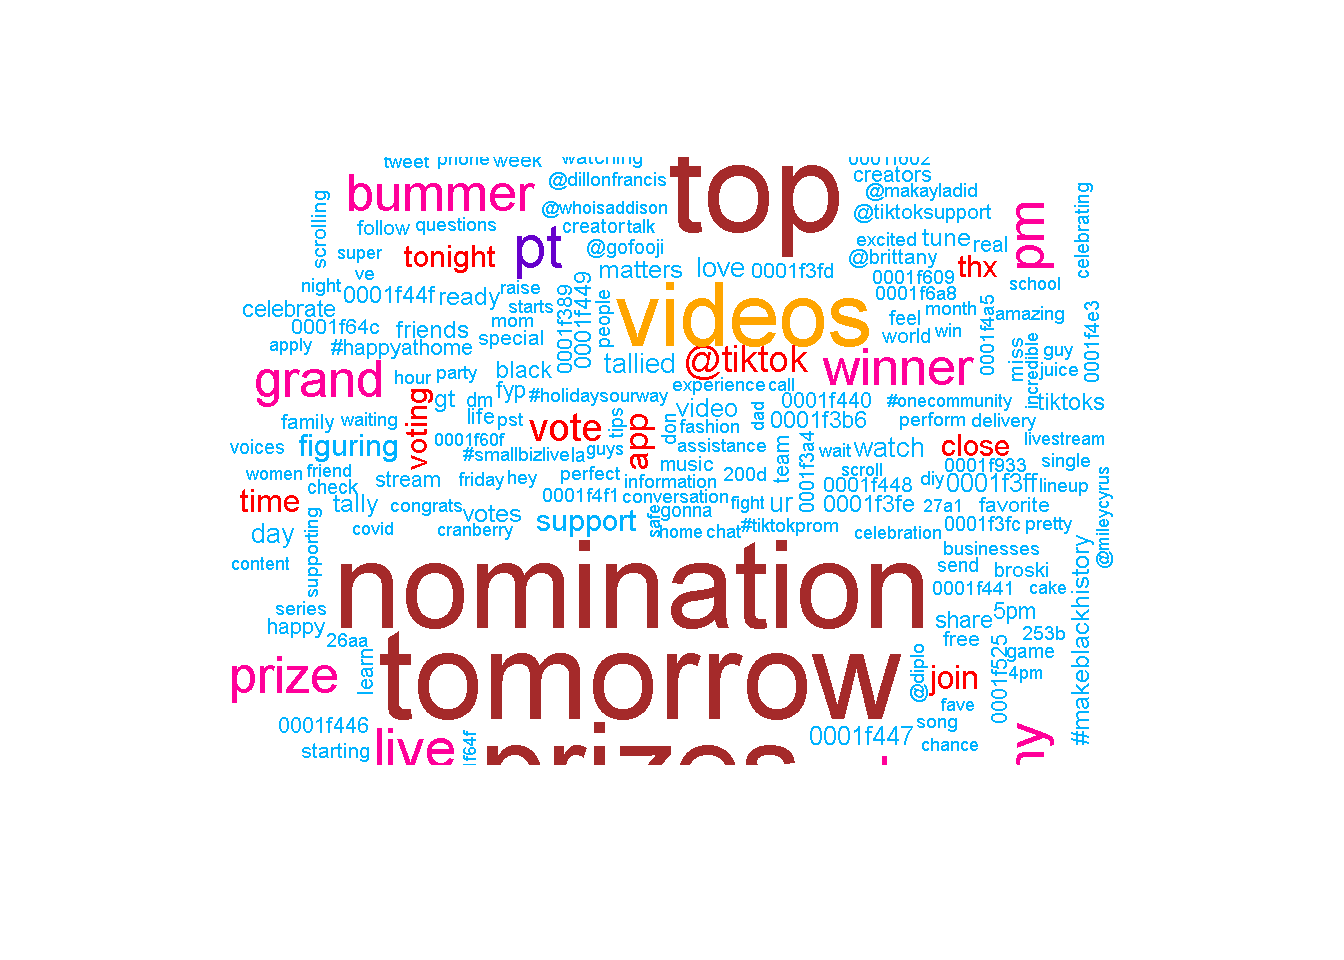 tweet phone week watching top 0001f602
bummer @dillonfrancis creators
@makayladid
scrolling @whoisaddison @tiktoksupport pm celebrating
follow questions creator talk
pt @gofooji excited tune real
super tonight matters love 0001f3fd @brittany thx
ve 0001f609
night 0001f44f ready raise 0001f389 0001f449 people videos 0001f6a8 school
celebrate starts month 0001f4a5 amazing 0001f4e3
0001f64c friends mom feel
apply #happyathome special world win miss guy
grand black tallied @tiktok winner incredible juice
hour party experience call
voting gt dm fyp #holidaysourway video 0001f440 #onecommunity tiktoks
family waiting life pst vote tips app don fashion dad 0001f3b6 perform delivery
voices figuring 0001f60f #smallbizlivela guys assistance team 0001f3a4 wait watch close livestream
women friend music scroll 0001f933 single
check stream friday hey perfect information 200d 0001f448 diy 0001f3ff lineup
time tally congrats votes 0001f4f1 conversation fight ur 0001f3fe 27a1 favorite
day supporting covid cranberry support safe gonna home chat #tiktokprom celebration 0001f3fc pretty @mileycyrus
content nomination businesses
send broski
series 0001f441 cake #makeblackhistory
happy share 5pm
26aa free 253b
prize learn tomorrow @diplo join 0001f525 game
4pm
fave
0001f446 song
starting live prizes 0001f447 chance